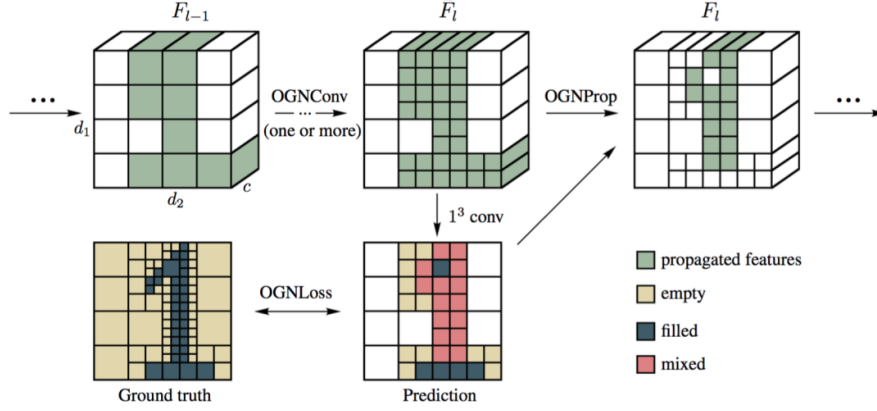 F_{l−1}
F_l
F_l
...
OGNConv
...
(one or more)
OGNProp
...
d_1
d_2
c
1^3 conv
OGNLoss
propagated features
empty
filled
mixed
Ground truth
Prediction